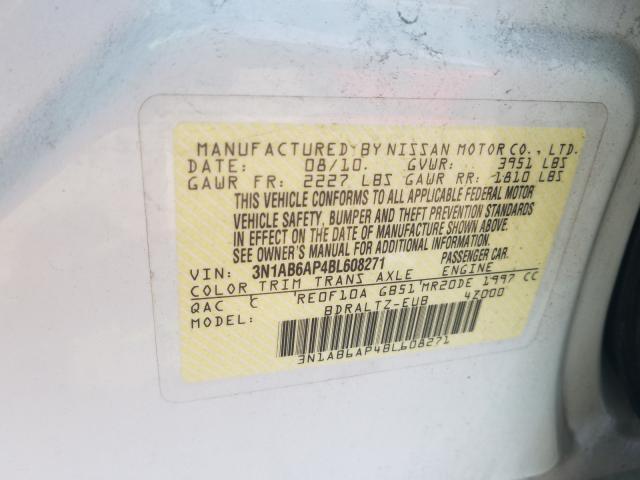 MANUFACTURED BY NISSAN MOTOR CO., LTD.
DATE: 08/10. GVWR: 3951 LBS
GAWR FR: 2227 LBS GAWR RR: 1810 LBS
THIS VEHICLE CONFORMS TO ALL APPLICABLE FEDERAL MOTOR
VEHICLE SAFETY, BUMPER AND THEFT PREVENTION STANDARDS
IN EFFECT ON THE DATE OF MANUFACTURE SHOWN ABOVE.
SEE OWNER'S MANUAL FOR ADDITIONAL INFORMATION.
VIN: 3N1AB6AP4BL608271 PASSENGER CAR.
COLOR TRIM TRANS AXLE ENGINE
QAC C RE0F10A GB51 MR20DE 1997 CC
MODEL: BDRALTZ-EUB 4Z000
3N1AB6AP4BL608271